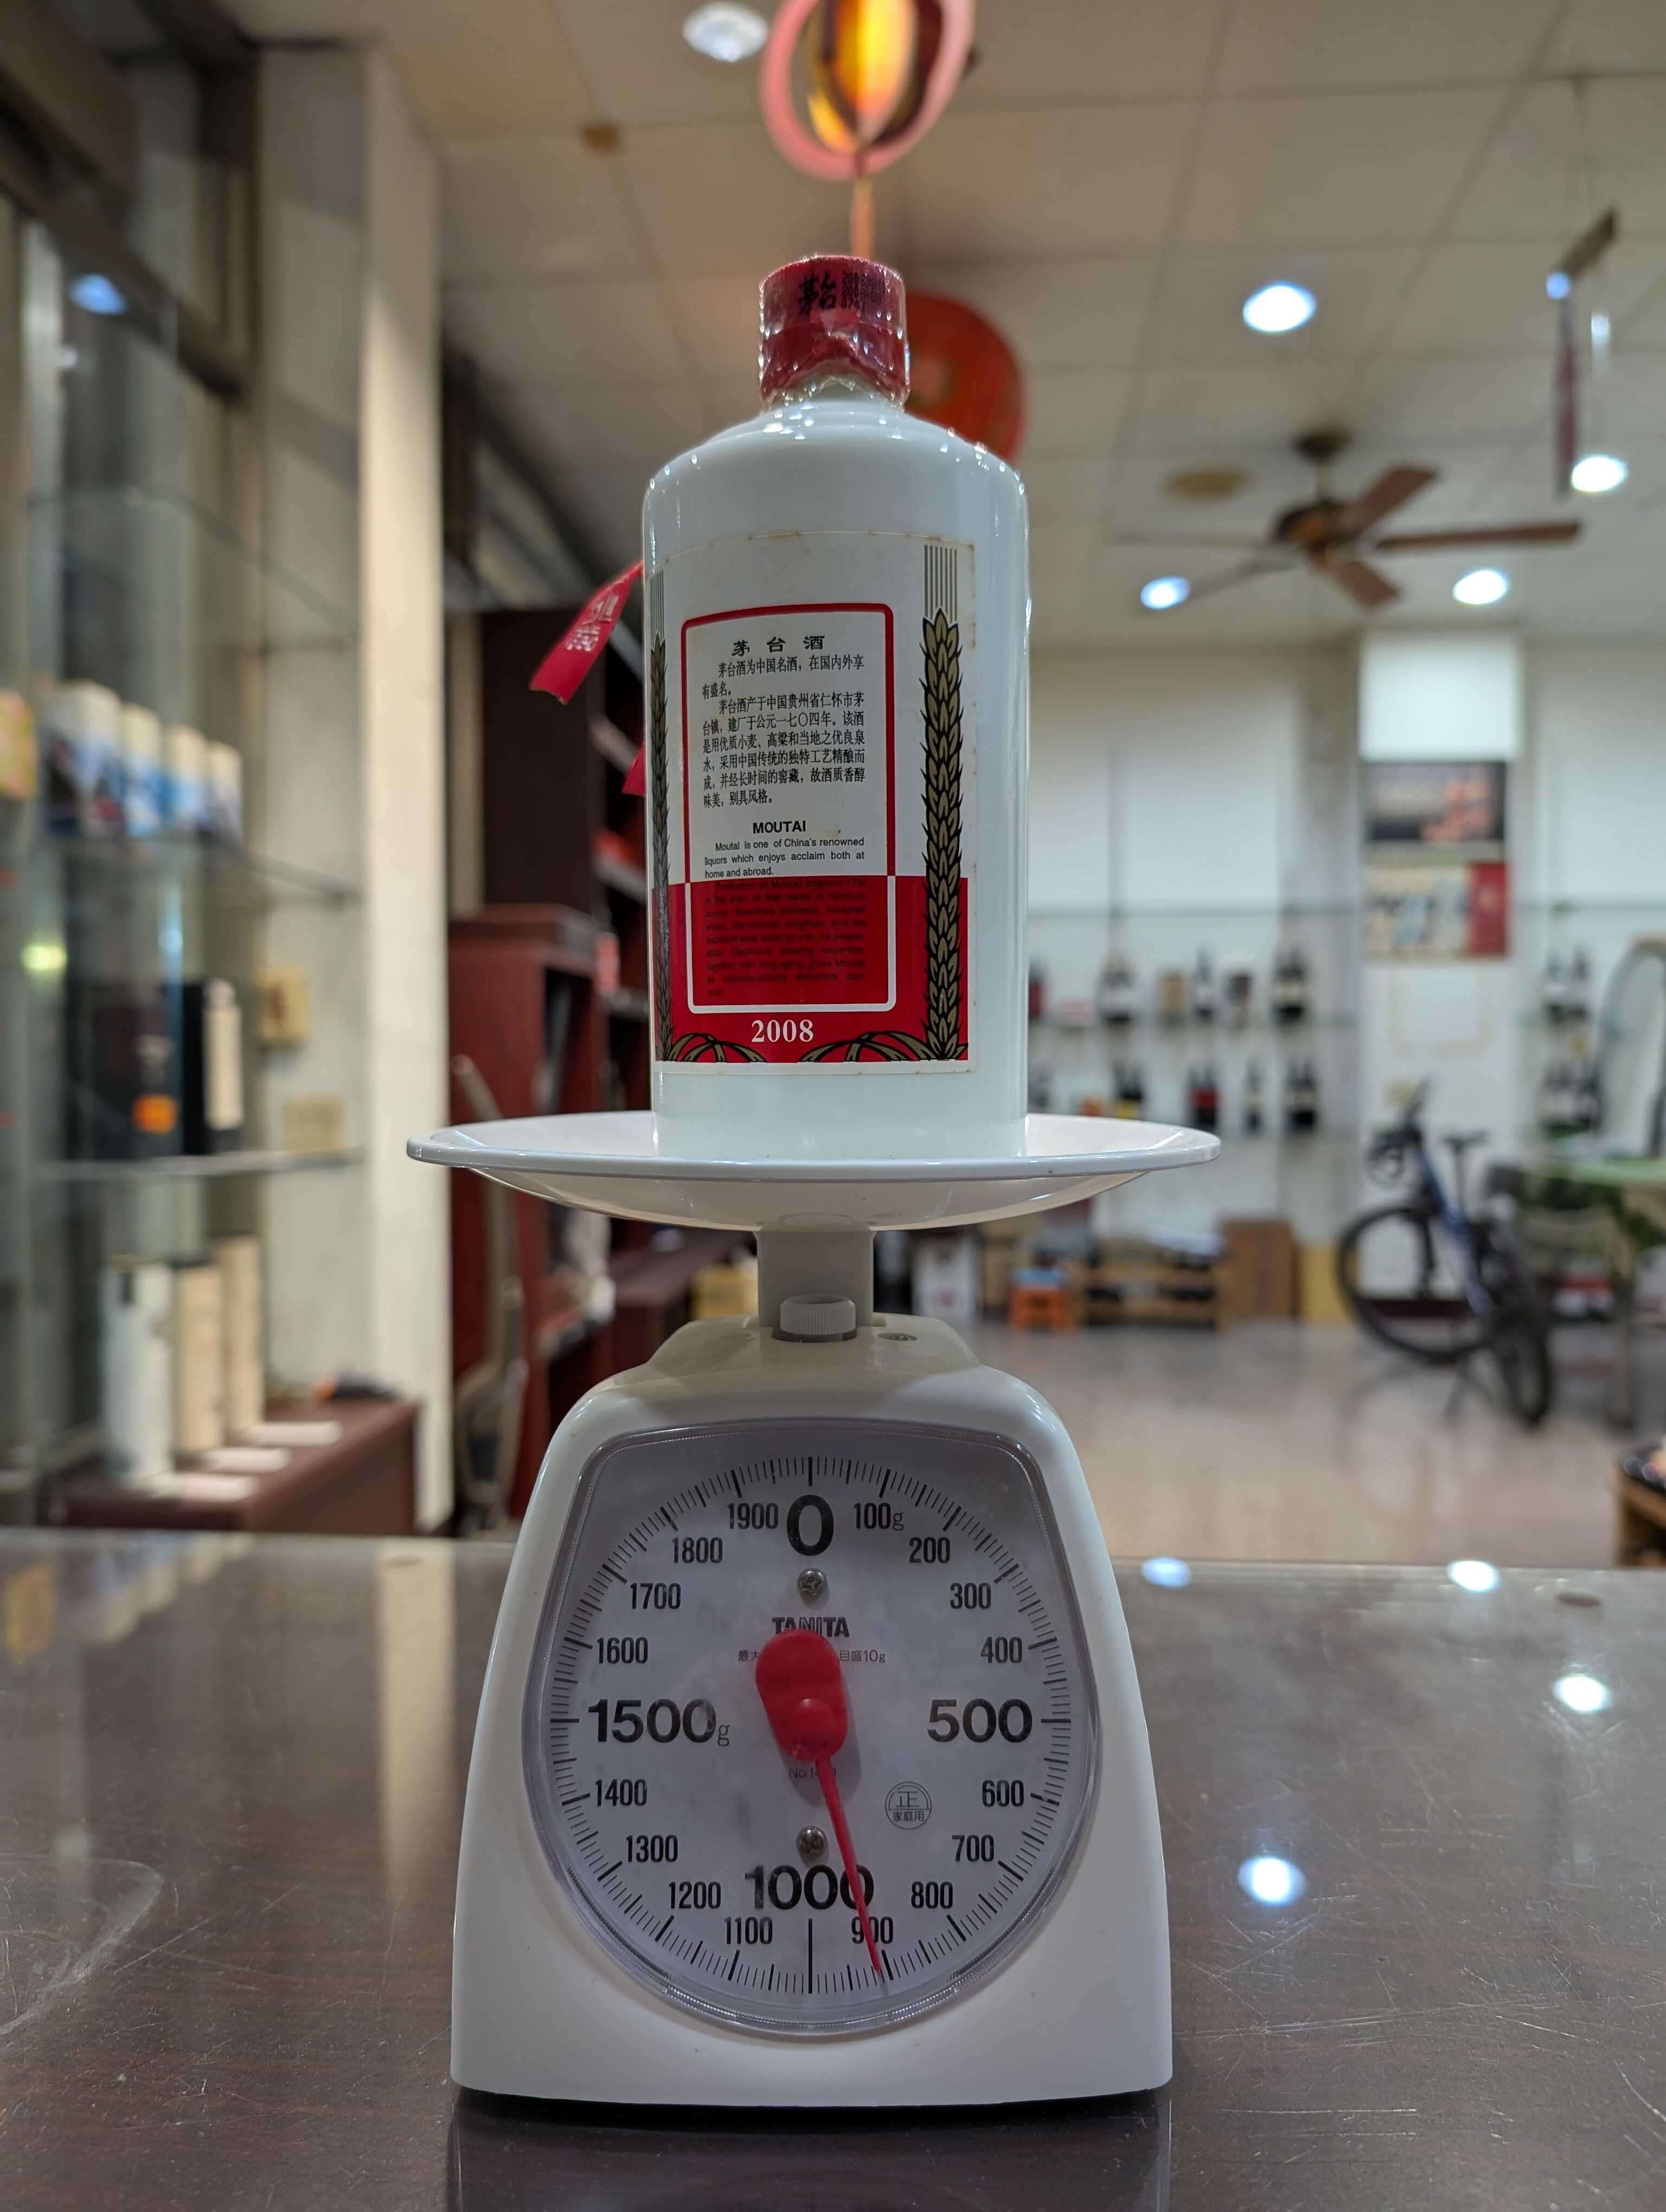 茅台
茅台酒
茅台酒为中国名酒，在国内外享
有盛名。
茅台酒产于中国贵州省仁怀市茅
台镇，建厂于公元一七〇四年。该酒
是用优质小麦、高粱和当地之优良泉
水，采用中国传统的独特工艺精酿而
成，并经长时间的窖藏，故酒质香醇
味美，别具风格。
MOUTAI
Moutai is one of China's renowned
liquors which enjoys acclaim both at
home and abroad.
2008
0
100g
200
300
400
500
600
700
800
900
1000
1100
1200
1300
1400
1500g
1600
1700
1800
1900
TANITA
最大
目盛10g
正
家庭用